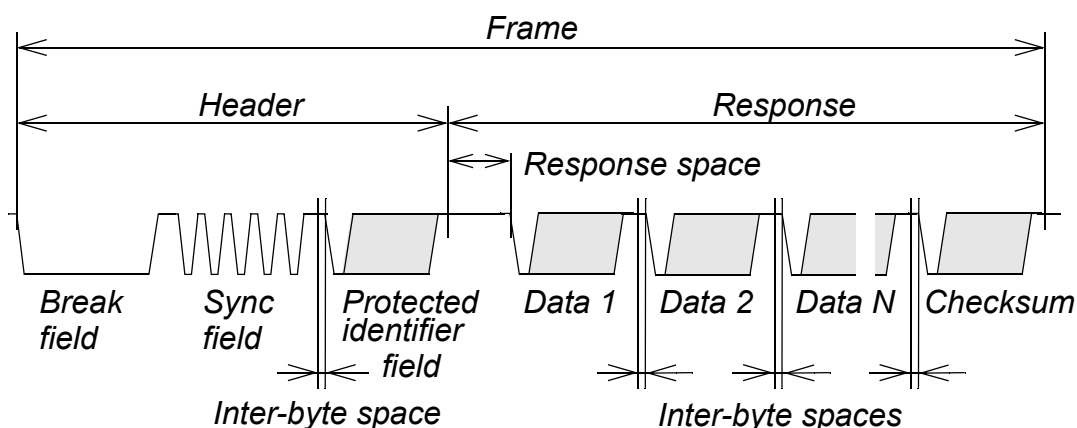 Frame
Header
Response
Response space
Break
field
Sync
field
Protected
identifier
field
Data 1
Data 2
Data N
Checksum
Inter-byte space
Inter-byte spaces